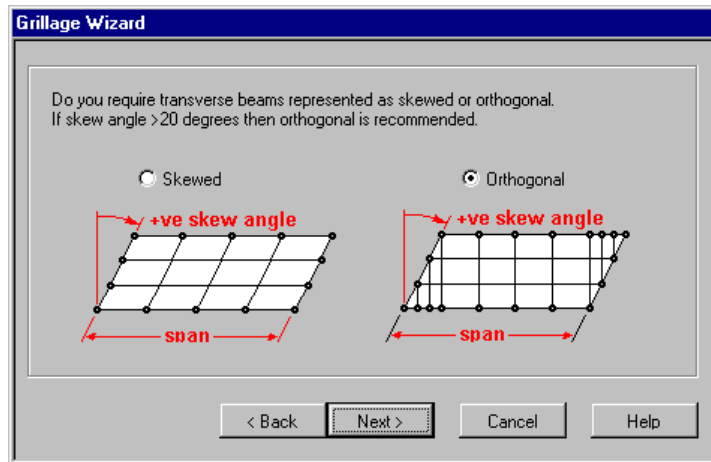 Grillage Wizard
Do you require transverse beams represented as skewed or orthogonal.
If skew angle >20 degrees then orthogonal is recommended.
Skewed
Orthogonal
+ve skew angle
+ve skew angle
span
span
< Back
Next >
Cancel
Help